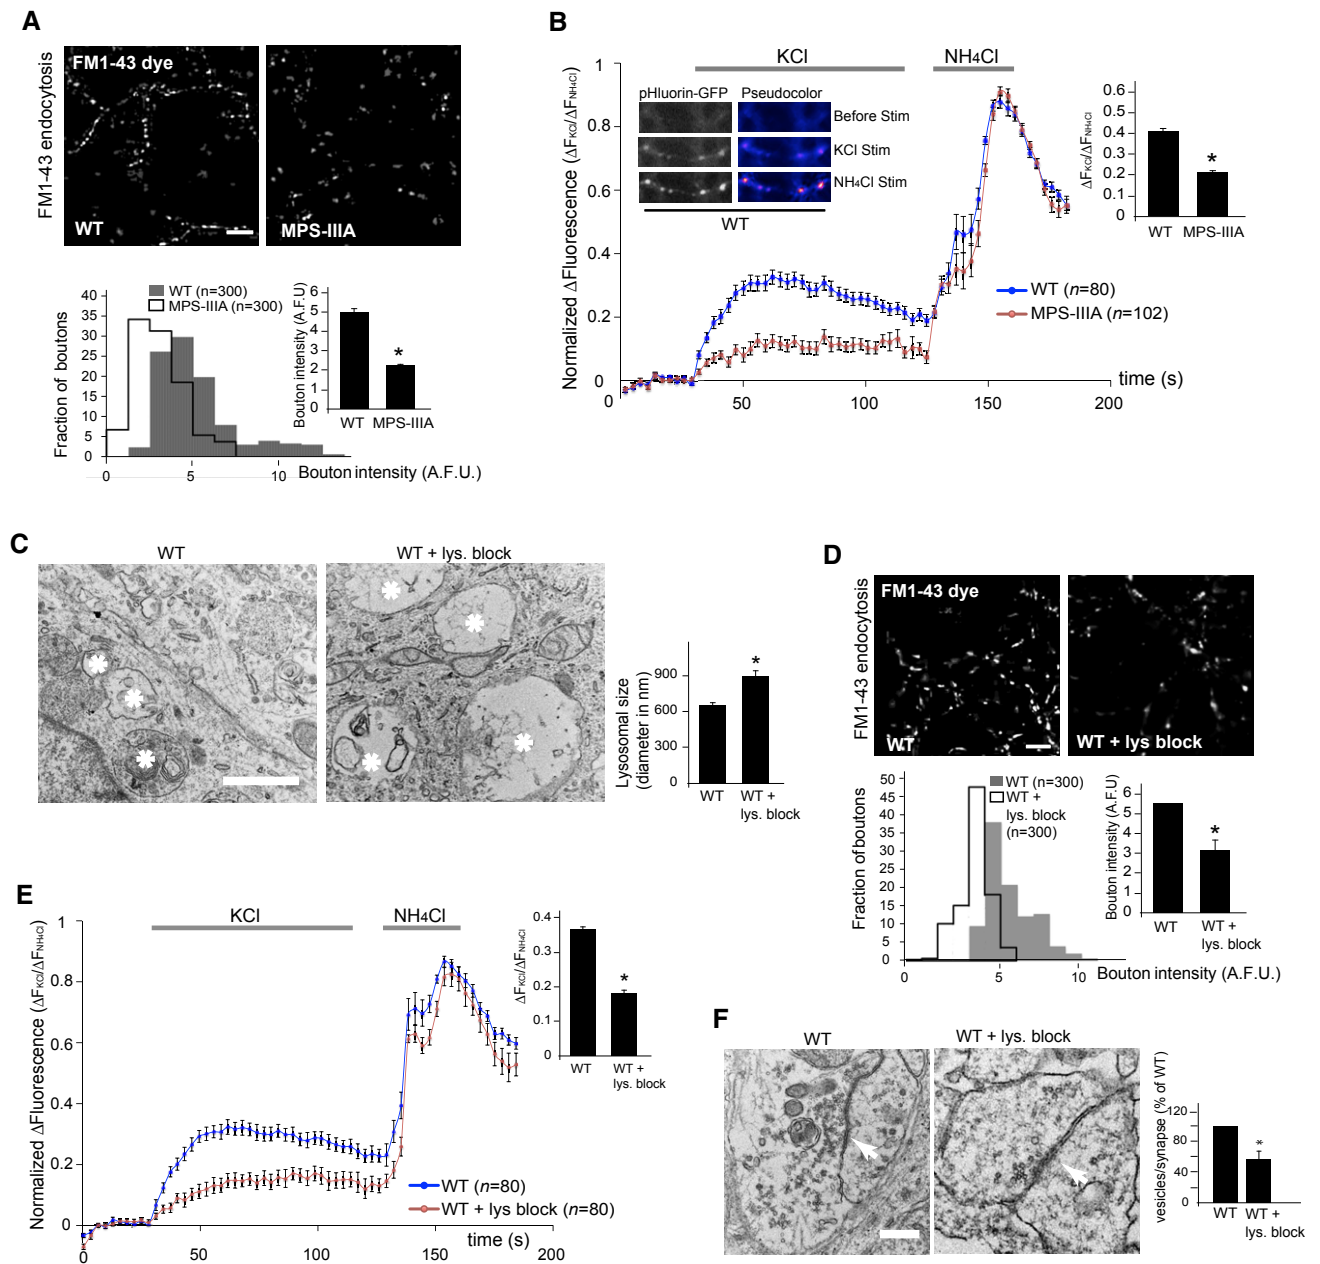 A
FM1-43 endocytosis
FM1-43 dye
WT
MPS-IIIA
Fraction of boutons
40
35
30
25
20
15
10
5
0
WT (n=300)
MPS-IIIA (n=300)
0 5 10
Bouton intensity (A.F.U.)
Bouton intensity (A.F.U)
6
5
4
3
2
1
0
*
WT MPS-IIIA
B
Normalized ΔFluorescence (ΔFKCl/ΔFNH4Cl)
1
0.8
0.6
0.4
0.2
0
KCl
NH4Cl
pHluorin-GFP Pseudocolor
Before Stim
KCl Stim
NH4Cl Stim
WT
WT (n=80)
MPS-IIIA (n=102)
0 50 100 150 200
time (s)
ΔFKCl/ΔFNH4Cl
0.6
0.5
0.4
0.3
0.2
0.1
0
*
WT MPS-IIIA
C
WT
WT + lys. block
Lysosomal size
(diameter in nm)
900
600
300
0
*
WT WT +
lys. block
D
FM1-43 endocytosis
FM1-43 dye
WT
WT + lys block
Fraction of boutons
50
45
40
35
30
25
20
15
10
5
0
WT (n=300)
WT +
lys. block
(n=300)
0 5 10
Bouton intensity (A.F.U.)
Bouton intensity (A.F.U)
6
5
4
3
2
1
0
*
WT WT +
lys. block
E
Normalized ΔFluorescence (ΔFKCl/ΔFNH4Cl)
1
0.8
0.6
0.4
0.2
0
KCl
NH4Cl
WT (n=80)
WT + lys block (n=80)
0 50 100 150 200
time (s)
ΔFKCl/ΔFNH4Cl
0.4
0.3
0.2
0.1
0
*
WT WT +
lys. block
F
WT
WT + lys. block
vesicles/synapse (% of WT)
120
80
40
0
*
WT WT +
lys. block